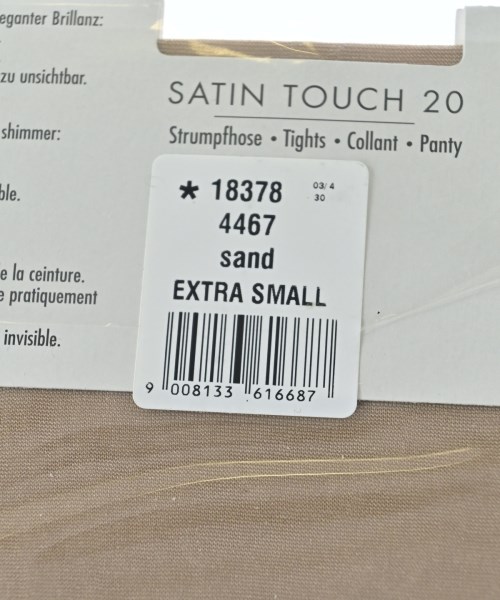 eganter Brillanz:
zu unsichtbar.
shimmer:
ble.
e la ceinture.
e pratiquement
invisible.
SATIN TOUCH 20
Strumpfhose • Tights • Collant • Panty
* 18378 03/4
30
4467
sand
EXTRA SMALL
9 008133 616687